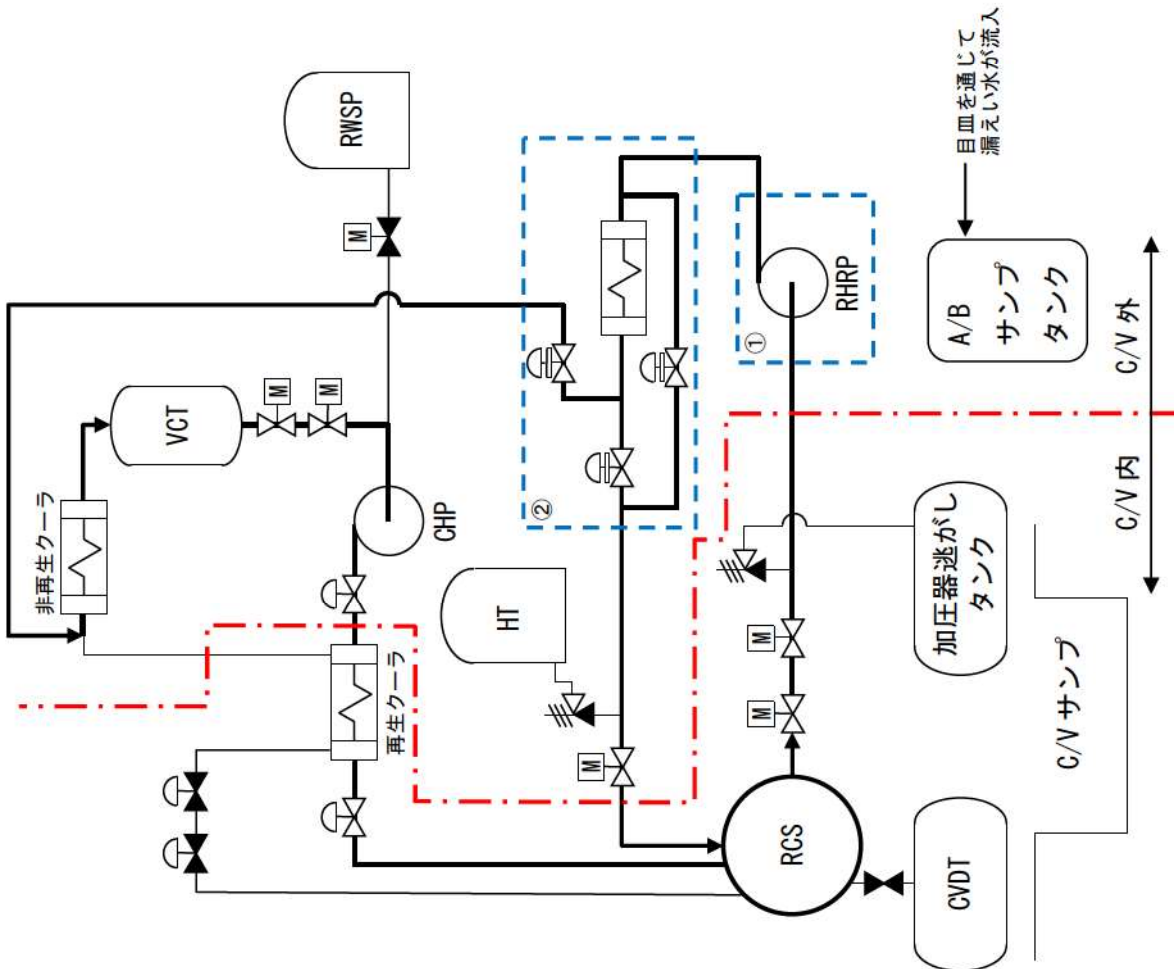 RWSP
M
VCT
M
M
非再生クーラ
CHP
再生クーラ
HT
②
①
RHRP
M
M
M
RCS
CVDT
加圧器逃がし
タンク
C/Vサンプ
A/B
サンプ
タンク
目皿を通じて
漏えい水が流入
C/V内
C/V外